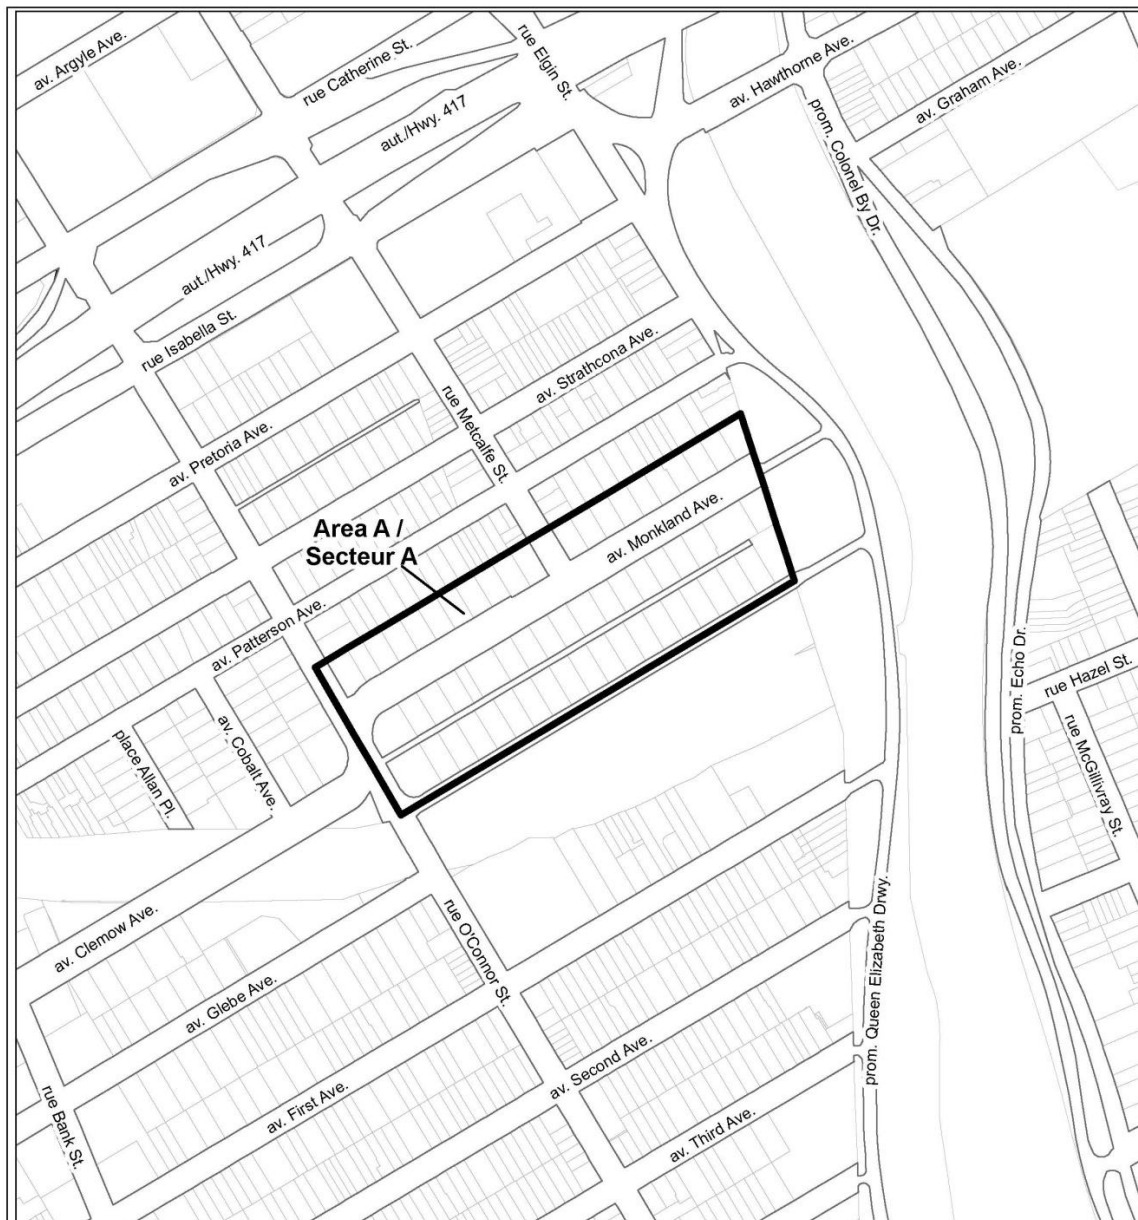 av. Argyle Ave.
rue Catherine St.
rue Elgin St.
av. Hawthorne Ave.
av. Graham Ave.
aut./Hwy. 417
prom. Colonel By Dr.
aut./Hwy. 417
rue Isabella St.
av. Strathcona Ave.
rue Metcalfe St.
av. Pretoria Ave.
Area A /
Secteur A
av. Monkland Ave.
av. Patterson Ave.
prom. Echo Dr.
rue Hazel St.
place Allan Pl.
av. Cobalt Ave.
rue McGillivray St.
av. Clemow Ave.
rue O'Connor St.
av. Glebe Ave.
prom. Queen Elizabeth Drwy.
av. Second Ave.
av. First Ave.
rue Bank St.
av. Third Ave.